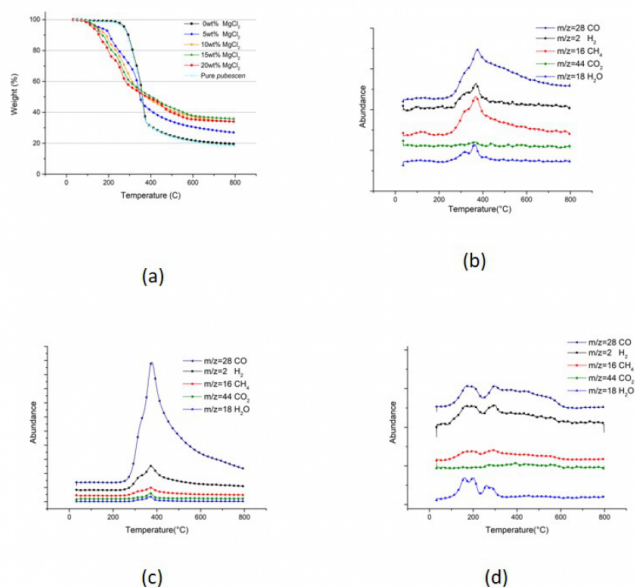 100
80
60
40
20
0
0 200 400 600 800
Weight (%)
Temperature (C)
0wt% MgCl₂
5wt% MgCl₂
10wt% MgCl₂
15wt% MgCl₂
20wt% MgCl₂
Pure pubescen
(a)
m/z=28 CO
m/z=2 H₂
m/z=16 CH₄
m/z=44 CO₂
m/z=18 H₂O
Abundance
0 200 400 600 800
Temperature(°C)
(b)
m/z=28 CO
m/z=2 H₂
m/z=16 CH₄
m/z=44 CO₂
m/z=18 H₂O
Abundance
0 200 400 600 800
Temperature(°C)
(c)
m/z=28 CO
m/z=2 H₂
m/z=16 CH₄
m/z=44 CO₂
m/z=18 H₂O
Abundance
0 200 400 600 800
Temperature(°C)
(d)